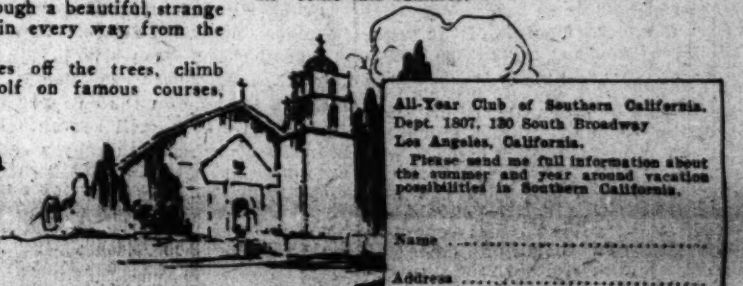 ough a beautiful, strange
in every way from the
es off the trees, climb
olf on famous courses,
All-Year Club of Southern California,
Dept. 1807, 130 South Broadway
Los Angeles, California.
Please send me full information about
the summer and year around vacation
possibilities in Southern California.
Name
Address